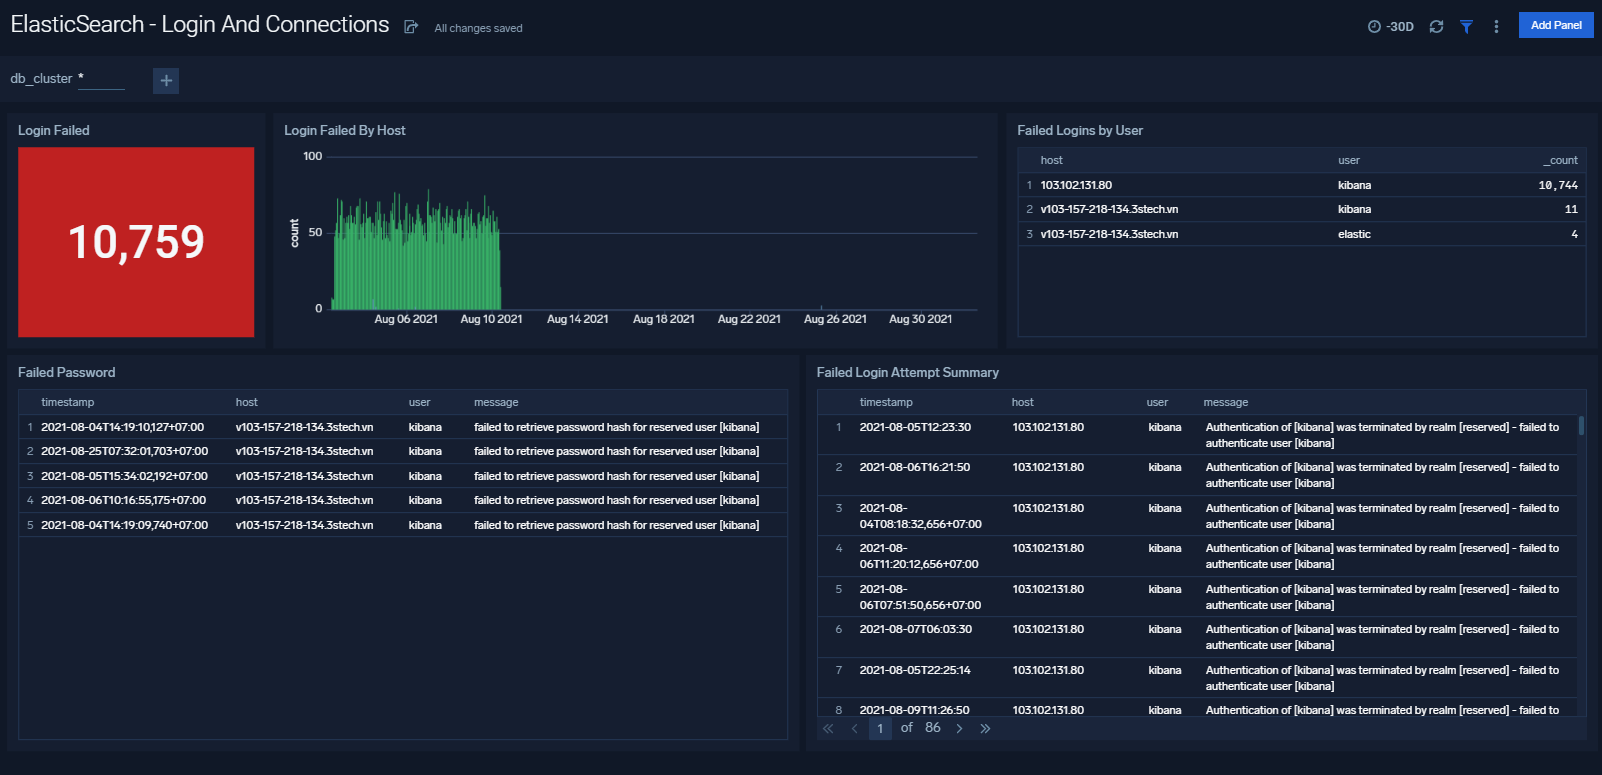 ElasticSearch - Login And Connections
All changes saved
-30D
Add Panel
db_cluster *
Login Failed
10,759
Login Failed By Host
100
50
0
count
Aug 06 2021 Aug 10 2021 Aug 14 2021 Aug 18 2021 Aug 22 2021 Aug 26 2021 Aug 30 2021
Failed Logins by User
host user _count
1 103.102.131.80 kibana 10,744
2 v103-157-218-134.3stech.vn kibana 11
3 v103-157-218-134.3stech.vn elastic 4
Failed Password
timestamp host user message
1 2021-08-04T14:19:10,127+07:00 v103-157-218-134.3stech.vn kibana failed to retrieve password hash for reserved user [kibana]
2 2021-08-25T07:32:01,703+07:00 v103-157-218-134.3stech.vn kibana failed to retrieve password hash for reserved user [kibana]
3 2021-08-05T15:34:02,192+07:00 v103-157-218-134.3stech.vn kibana failed to retrieve password hash for reserved user [kibana]
4 2021-08-06T10:16:55,175+07:00 v103-157-218-134.3stech.vn kibana failed to retrieve password hash for reserved user [kibana]
5 2021-08-04T14:19:09,740+07:00 v103-157-218-134.3stech.vn kibana failed to retrieve password hash for reserved user [kibana]
Failed Login Attempt Summary
timestamp host user message
1 2021-08-05T12:23:30 103.102.131.80 kibana Authentication of [kibana] was terminated by realm [reserved] - failed to
authenticate user [kibana]
2 2021-08-06T16:21:50 103.102.131.80 kibana Authentication of [kibana] was terminated by realm [reserved] - failed to
authenticate user [kibana]
3 2021-08- 103.102.131.80 kibana Authentication of [kibana] was terminated by realm [reserved] - failed to
04T08:18:32,656+07:00 authenticate user [kibana]
4 2021-08- 103.102.131.80 kibana Authentication of [kibana] was terminated by realm [reserved] - failed to
06T11:20:12,656+07:00 authenticate user [kibana]
5 2021-08- 103.102.131.80 kibana Authentication of [kibana] was terminated by realm [reserved] - failed to
06T07:51:50,656+07:00 authenticate user [kibana]
6 2021-08-07T06:03:30 103.102.131.80 kibana Authentication of [kibana] was terminated by realm [reserved] - failed to
authenticate user [kibana]
7 2021-08-05T22:25:14 103.102.131.80 kibana Authentication of [kibana] was terminated by realm [reserved] - failed to
authenticate user [kibana]
8 2021-08-09T11:26:50 103.102.131.80 kibana Authentication of [kibana] was terminated by realm [reserved] - failed to
1 of 86